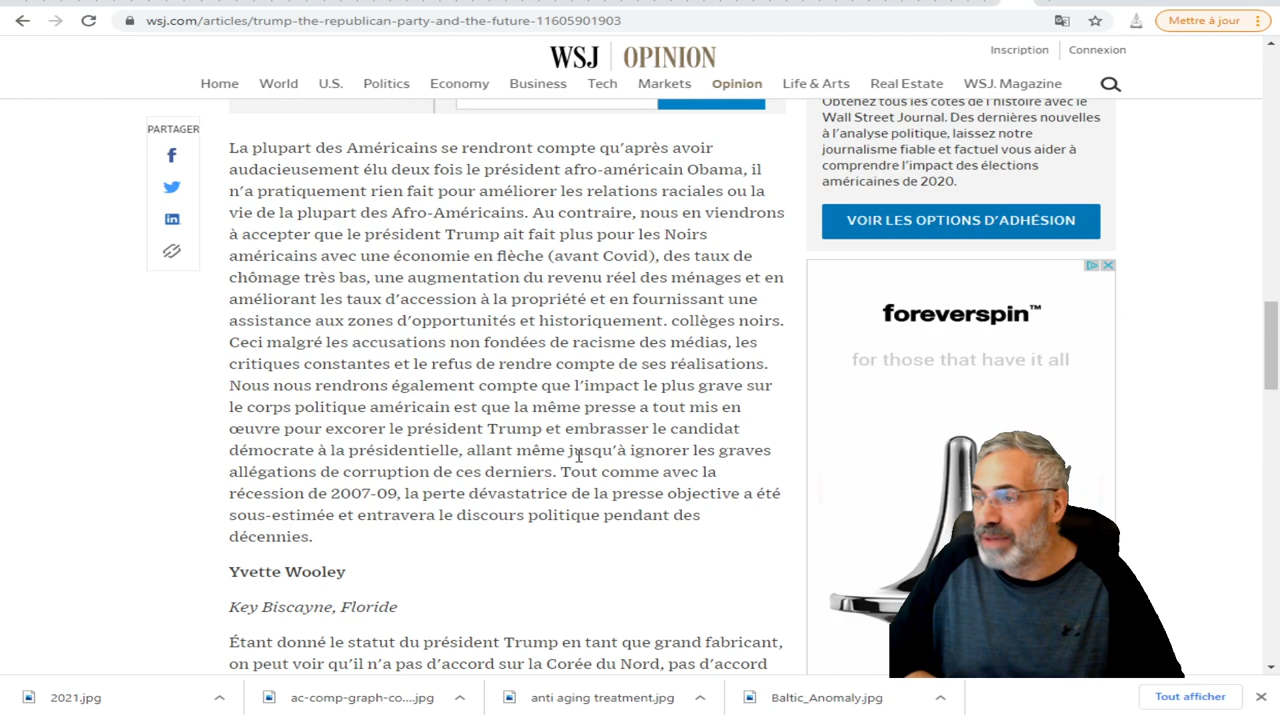 wsj.com/articles/trump-the-republican-party-and-the-future-11605901903
Mettre à jour
WSJ OPINION
Inscription
Connexion
Home World U.S. Politics Economy Business Tech Markets Opinion Life & Arts Real Estate WSJ. Magazine
PARTAGER
La plupart des Américains se rendront compte qu'après avoir
audacieusement élu deux fois le président afro-américain Obama, il
n'a pratiquement rien fait pour améliorer les relations raciales ou la
vie de la plupart des Afro-Américains. Au contraire, nous en viendrons
à accepter que le président Trump ait fait plus pour les Noirs
américains avec une économie en flèche (avant Covid), des taux de
chômage très bas, une augmentation du revenu réel des ménages et en
améliorant les taux d'accession à la propriété et en fournissant une
assistance aux zones d'opportunités et historiquement. collèges noirs.
Ceci malgré les accusations non fondées de racisme des médias, les
critiques constantes et le refus de rendre compte de ses réalisations.
Nous nous rendrons également compte que l'impact le plus grave sur
le corps politique américain est que la même presse a tout mis en
œuvre pour excorer le président Trump et embrasser le candidat
démocrate à la présidentielle, allant même jusqu'à ignorer les graves
allégations de corruption de ces derniers. Tout comme avec la
récession de 2007-09, la perte dévastatrice de la presse objective a été
sous-estimée et entravera le discours politique pendant des
décennies.
Yvette Wooley
Key Biscayne, Floride
Étant donné le statut du président Trump en tant que grand fabricant,
on peut voir qu'il n'a pas d'accord sur la Corée du Nord, pas d'accord
Obtenez tous les côtés de l'histoire avec le
Wall Street Journal. Des dernières nouvelles
à l'analyse politique, laissez notre
journalisme fiable et factuel vous aider à
comprendre l'impact des élections
américaines de 2020.
VOIR LES OPTIONS D'ADHÉSION
foreverspin™
for those that have it all
2021.jpg
ac-comp-graph-co....jpg
anti aging treatment.jpg
Baltic_Anomaly.jpg
Tout afficher